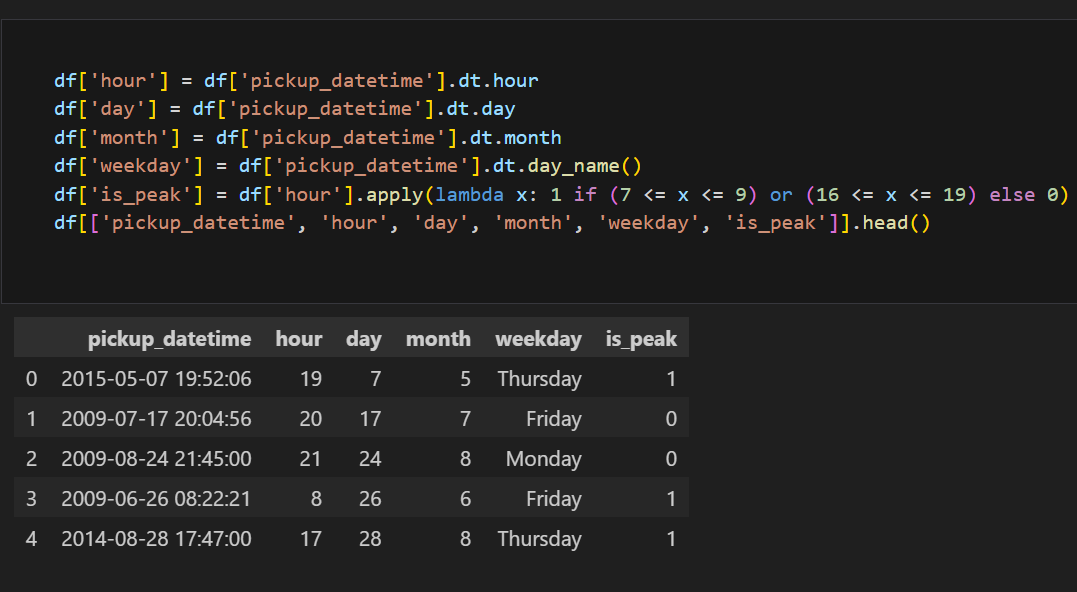 df['hour'] = df['pickup_datetime'].dt.hour
df['day'] = df['pickup_datetime'].dt.day
df['month'] = df['pickup_datetime'].dt.month
df['weekday'] = df['pickup_datetime'].dt.day_name()
df['is_peak'] = df['hour'].apply(lambda x: 1 if (7 <= x <= 9) or (16 <= x <= 19) else 0)
df[['pickup_datetime', 'hour', 'day', 'month', 'weekday', 'is_peak']].head()
pickup_datetime hour day month weekday is_peak
0 2015-05-07 19:52:06 19 7 5 Thursday 1
1 2009-07-17 20:04:56 20 17 7 Friday 0
2 2009-08-24 21:45:00 21 24 8 Monday 0
3 2009-06-26 08:22:21 8 26 6 Friday 1
4 2014-08-28 17:47:00 17 28 8 Thursday 1